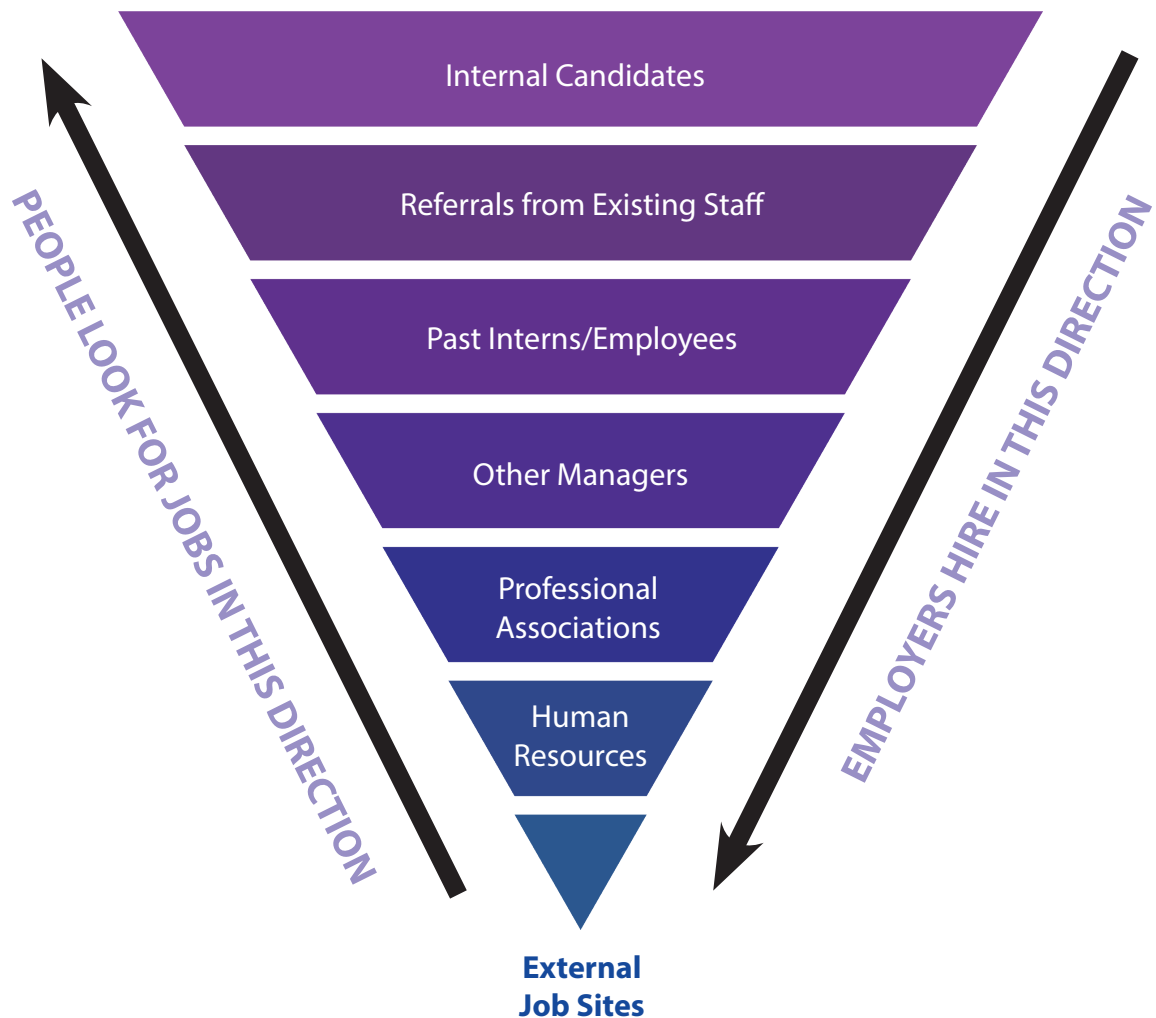 Internal Candidates
Referrals from Existing Staff
Past Interns/Employees
Other Managers
Professional
Associations
Human
Resources
External
Job Sites
PEOPLE LOOK FOR JOBS IN THIS DIRECTION
EMPLOYERS HIRE IN THIS DIRECTION